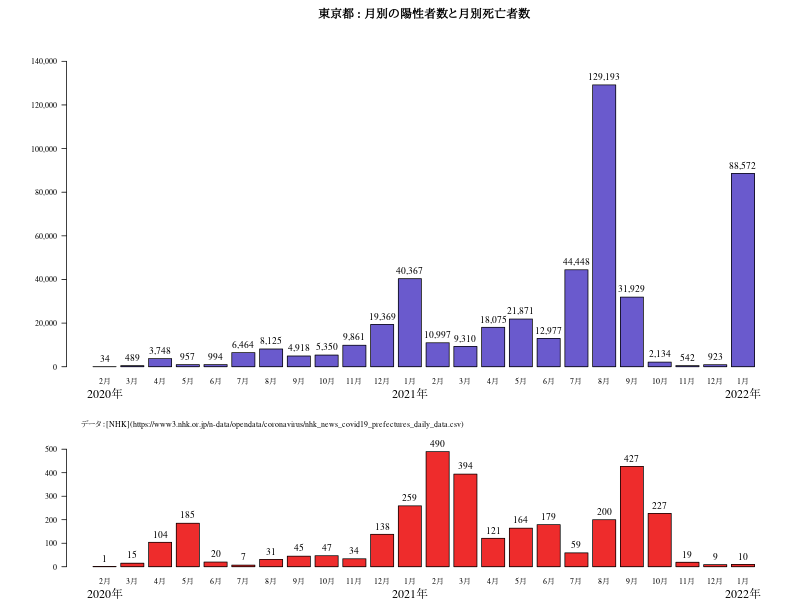 東京都：月別の陽性者数と月別死亡者数
140,000
120,000
100,000
80,000
60,000
40,000
20,000
0
34 489 3,748 957 994 6,464 8,125 4,918 5,350 9,861 19,369 40,367 10,997 9,310 18,075 21,871 12,977 44,448 129,193 31,929 2,134 542 923 88,572
2月 3月 4月 5月 6月 7月 8月 9月 10月 11月 12月 1月 2月 3月 4月 5月 6月 7月 8月 9月 10月 11月 12月 1月
2020年 2021年 2022年
データ：[NHK](https://www3.nhk.or.jp/n-data/opendata/coronavirus/nhk_news_covid19_prefectures_daily_data.csv)
500
400
300
200
100
0
1 15 104 185 20 7 31 45 47 34 138 259 490 394 121 164 179 59 200 427 227 19 9 10
2月 3月 4月 5月 6月 7月 8月 9月 10月 11月 12月 1月 2月 3月 4月 5月 6月 7月 8月 9月 10月 11月 12月 1月
2020年 2021年 2022年